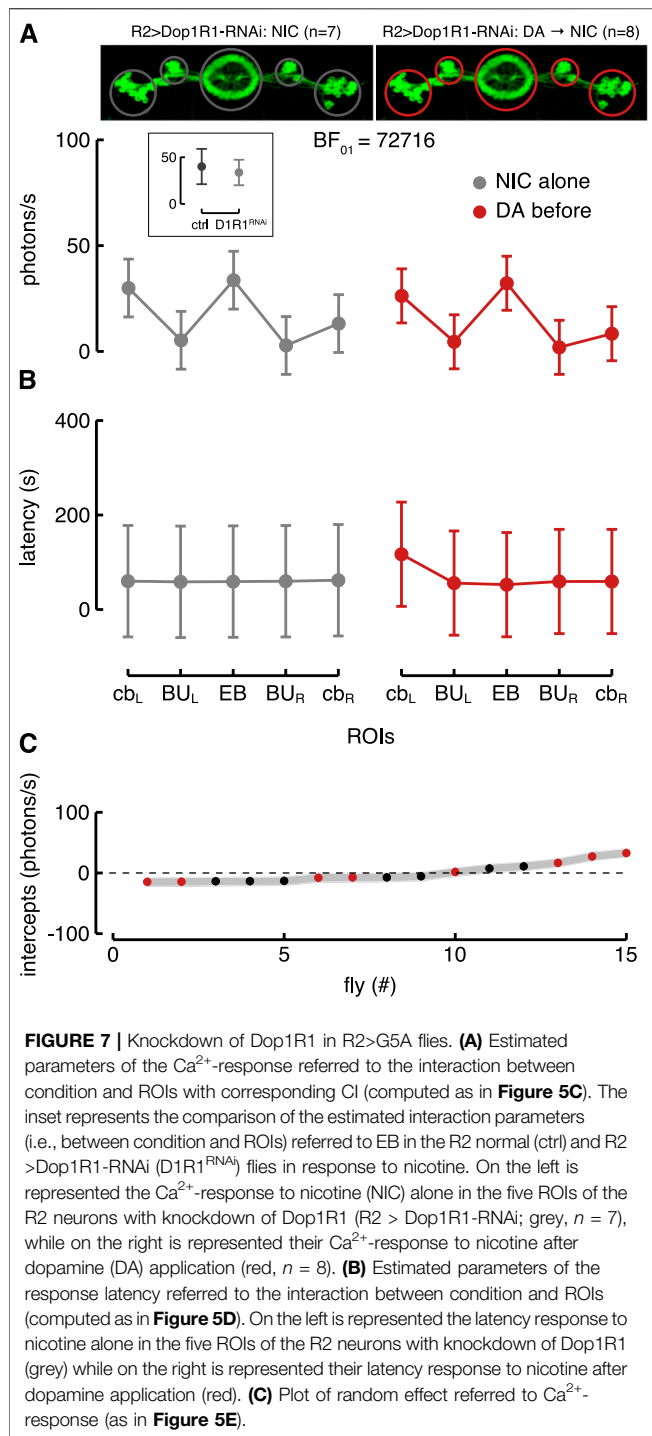 A
R2>Dop1R1-RNAi: NIC (n=7)
R2>Dop1R1-RNAi: DA → NIC (n=8)
100
BF01 = 72716
50
0
ctrl D1R1RNAi
NIC alone
DA before
photons/s
50
0
B
400
latency (s)
200
0
cbL BUL EB BUR cbR
cbL BUL EB BUR cbR
C
ROIs
100
intercepts (photons/s)
0
-100
0 5 10 15
fly (#)
FIGURE 7 | Knockdown of Dop1R1 in R2>G5A flies. (A) Estimated
parameters of the Ca2+-response referred to the interaction between
condition and ROIs with corresponding CI (computed as in Figure 5C). The
inset represents the comparison of the estimated interaction parameters
(i.e., between condition and ROIs) referred to EB in the R2 normal (ctrl) and R2
>Dop1R1-RNAi (D1R1RNAi) flies in response to nicotine. On the left is
represented the Ca2+-response to nicotine (NIC) alone in the five ROIs of the
R2 neurons with knockdown of Dop1R1 (R2 > Dop1R1-RNAi; grey, n = 7),
while on the right is represented their Ca2+-response to nicotine after
dopamine (DA) application (red, n = 8). (B) Estimated parameters of the
response latency referred to the interaction between condition and ROIs
(computed as in Figure 5D). On the left is represented the latency response to
nicotine alone in the five ROIs of the R2 neurons with knockdown of Dop1R1
(grey) while on the right is represented their latency response to nicotine after
dopamine application (red). (C) Plot of random effect referred to Ca2+-
response (as in Figure 5E).